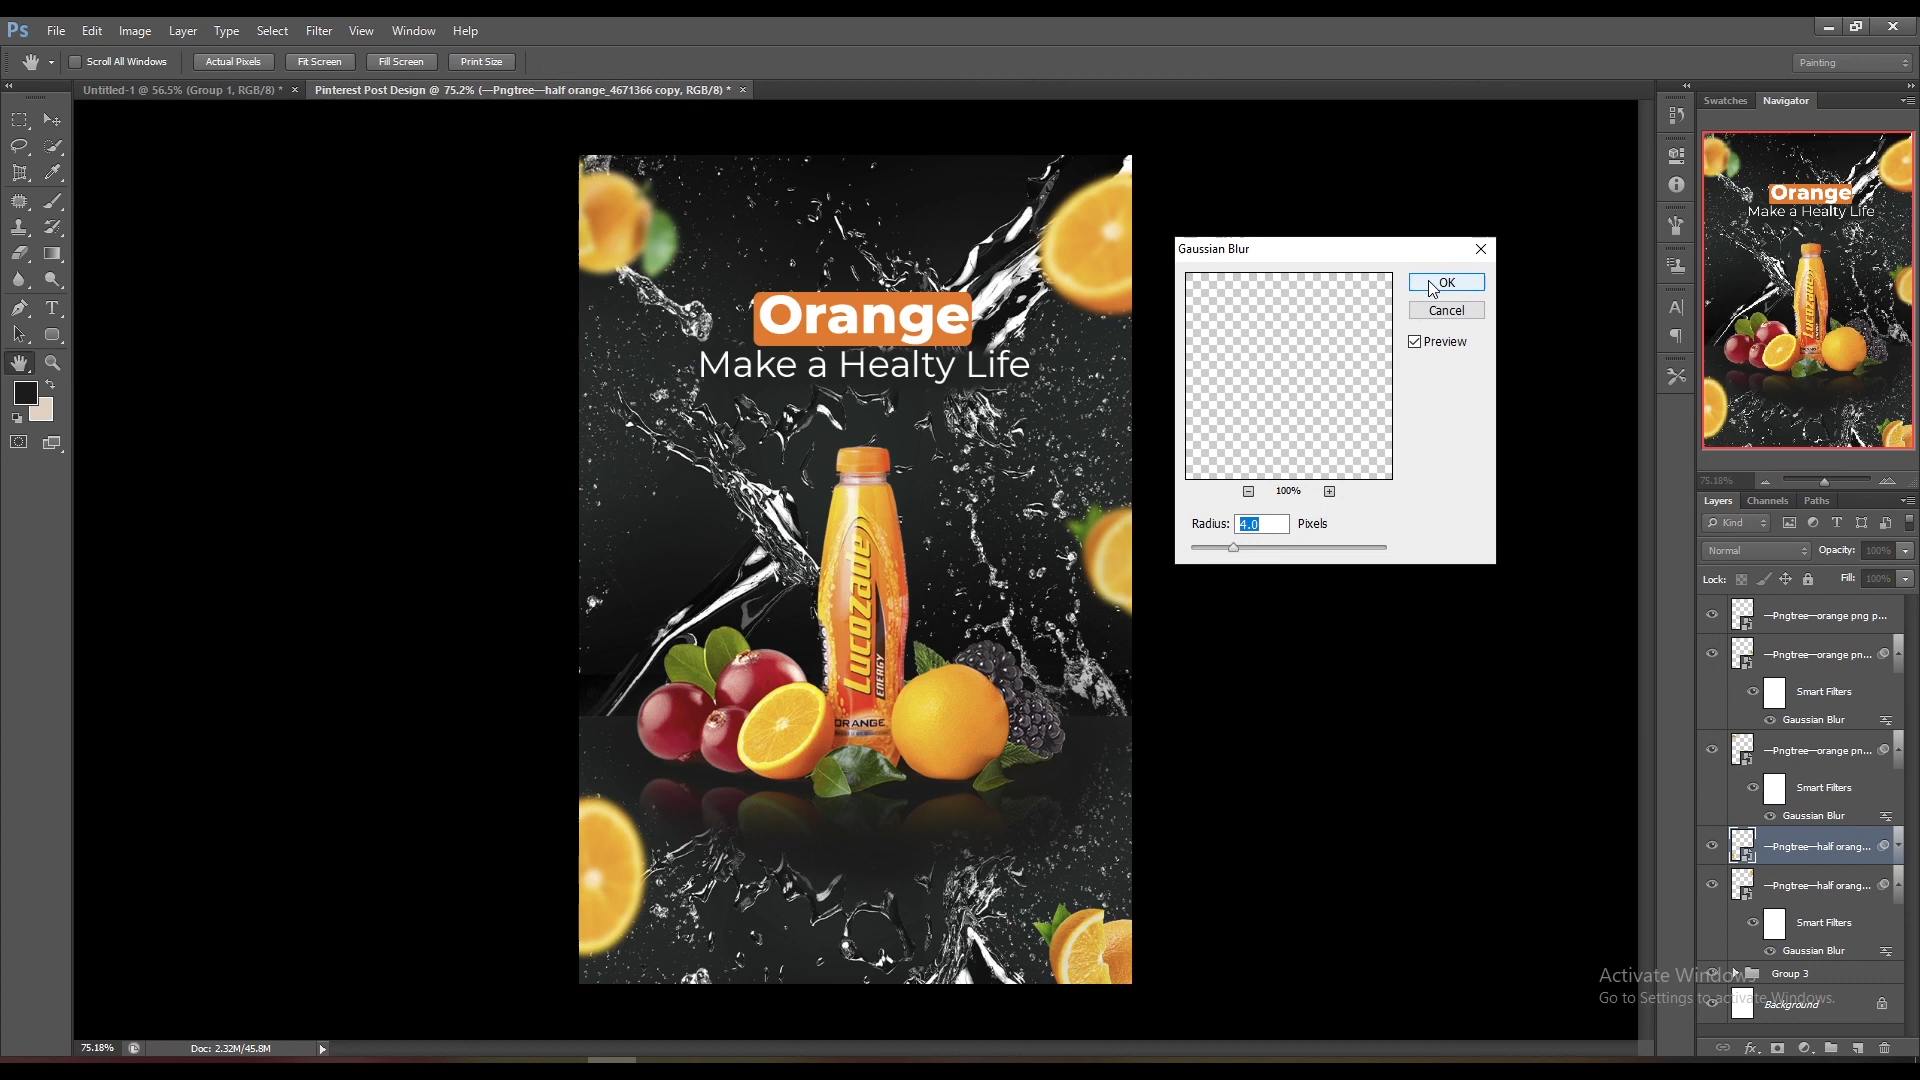 Ps File Edit Image Layer Type Select Filter View Window Help
Scroll All Windows Actual Pixels Fit Screen Fill Screen Print Size Painting
Untitled-1 @ 56.5% (Group 1, RGB/8) * × Pinterest Post Design @ 75.2% (—Pngtree—half orange_4671366 copy, RGB/8) * ×
Swatches Navigator
Orange
Make a Healty Life
Orange
Make a Healty Life
LUCOZADE
ENERGY
ORANGE
LUCOZADE
Gaussian Blur
OK
Cancel
Preview
100%
Radius: 4.0 Pixels
75.18%
Layers Channels Paths
Kind
Normal Opacity: 100%
Lock: Fill: 100%
—Pngtree—orange png p...
—Pngtree—orange pn...
Smart Filters
Gaussian Blur
—Pngtree—orange pn...
Smart Filters
Gaussian Blur
—Pngtree—half orang...
—Pngtree—half orang...
Smart Filters
Gaussian Blur
Group 3
Background
Activate Windows
Go to Settings to activate Windows.
75.18% Doc: 2.32M/45.8M